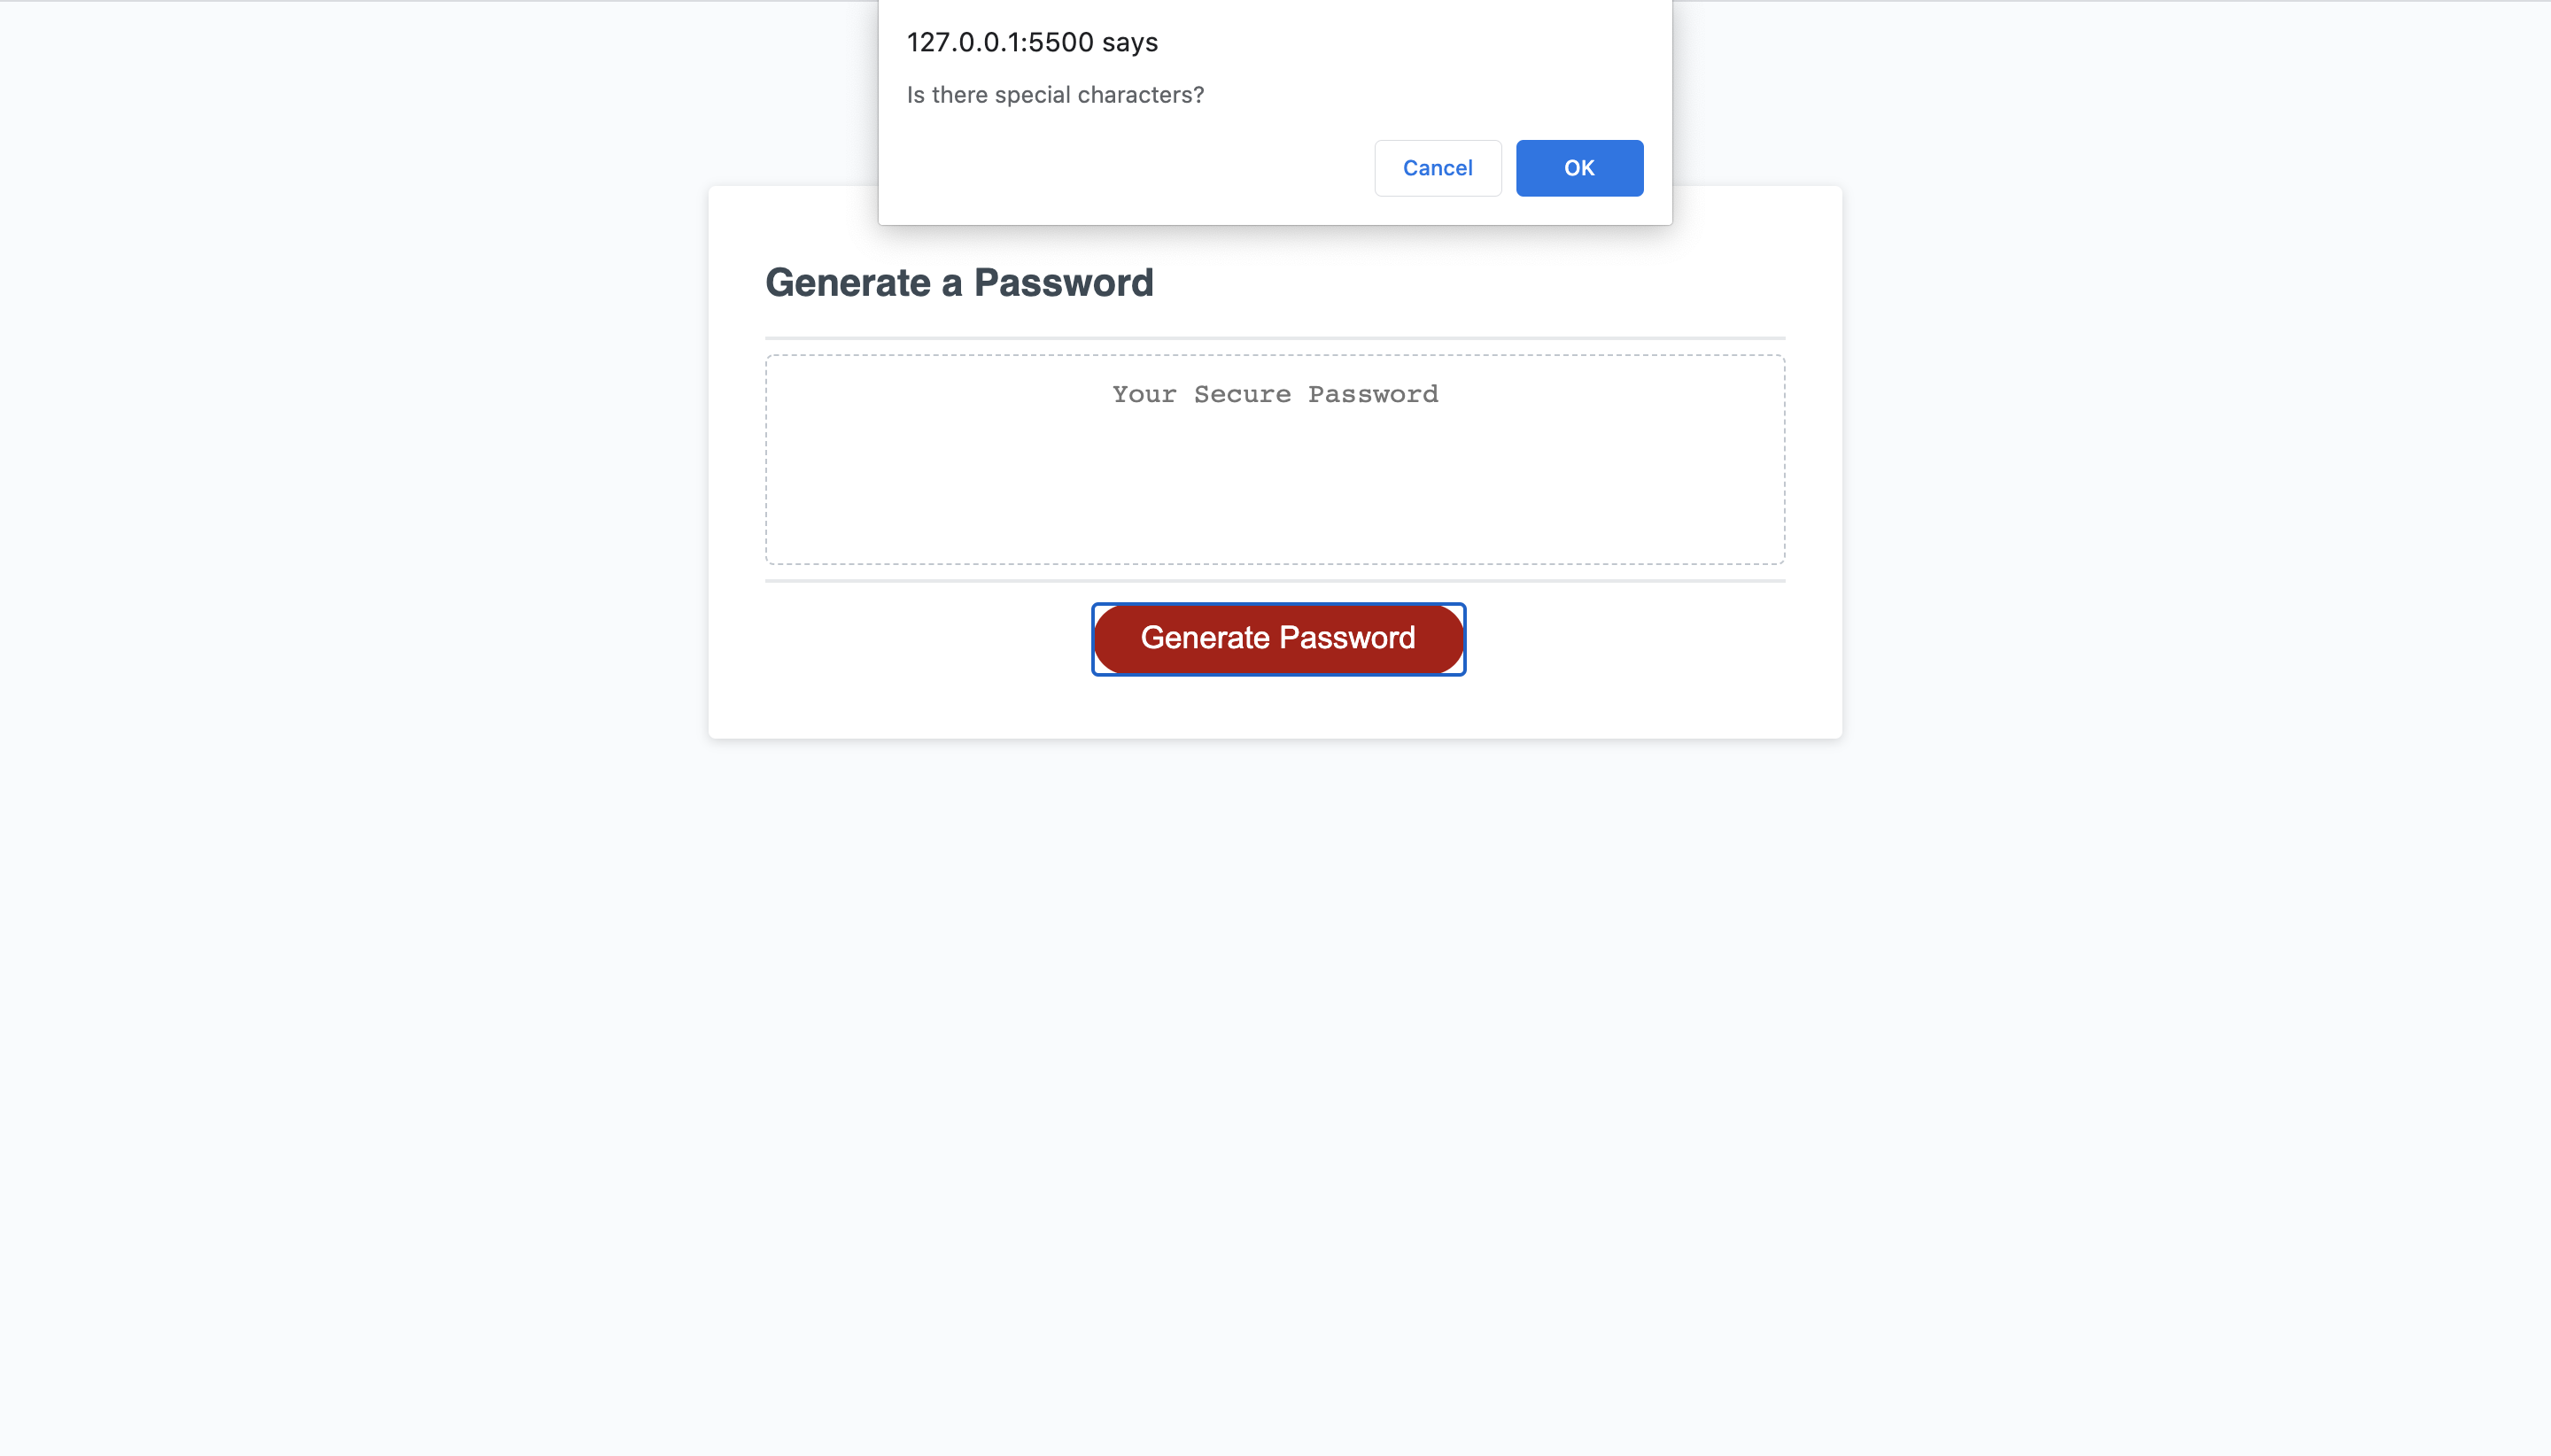 127.0.0.1:5500 says
Is there special characters?
Cancel OK
Generate a Password
Your Secure Password
Generate Password